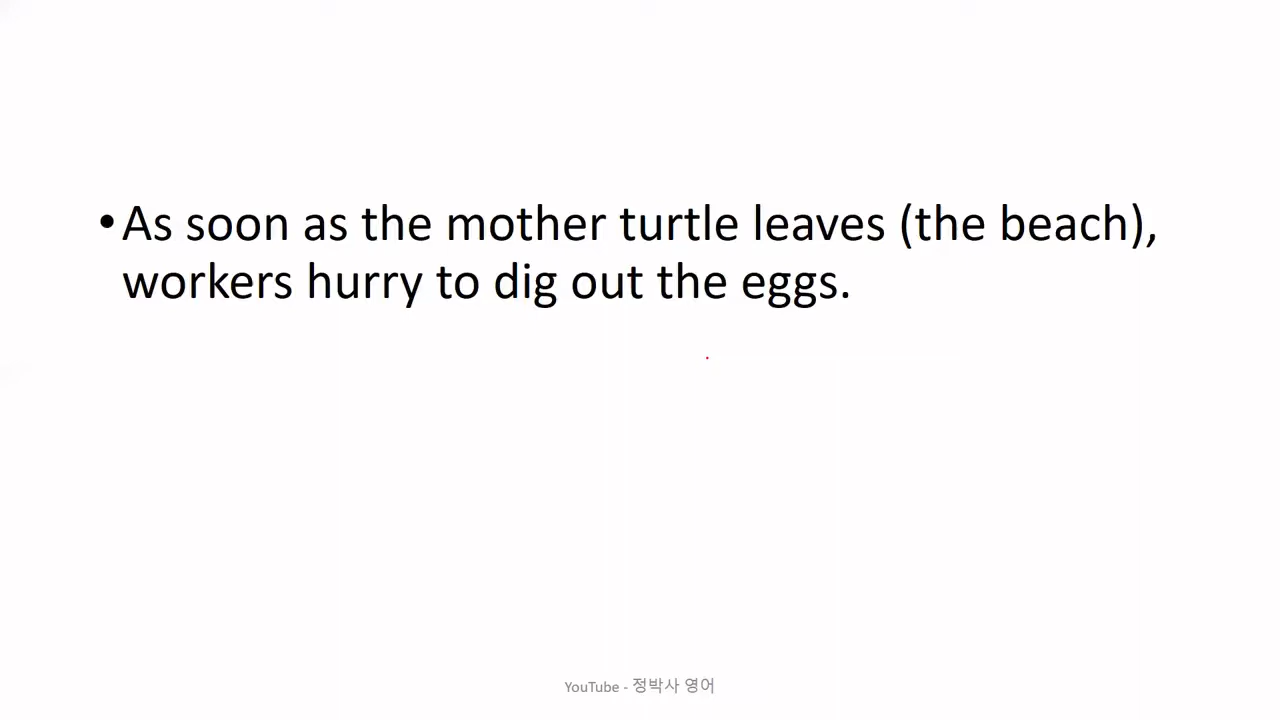 •As soon as the mother turtle leaves (the beach),
workers hurry to dig out the eggs.
YouTube - 정박사 영어